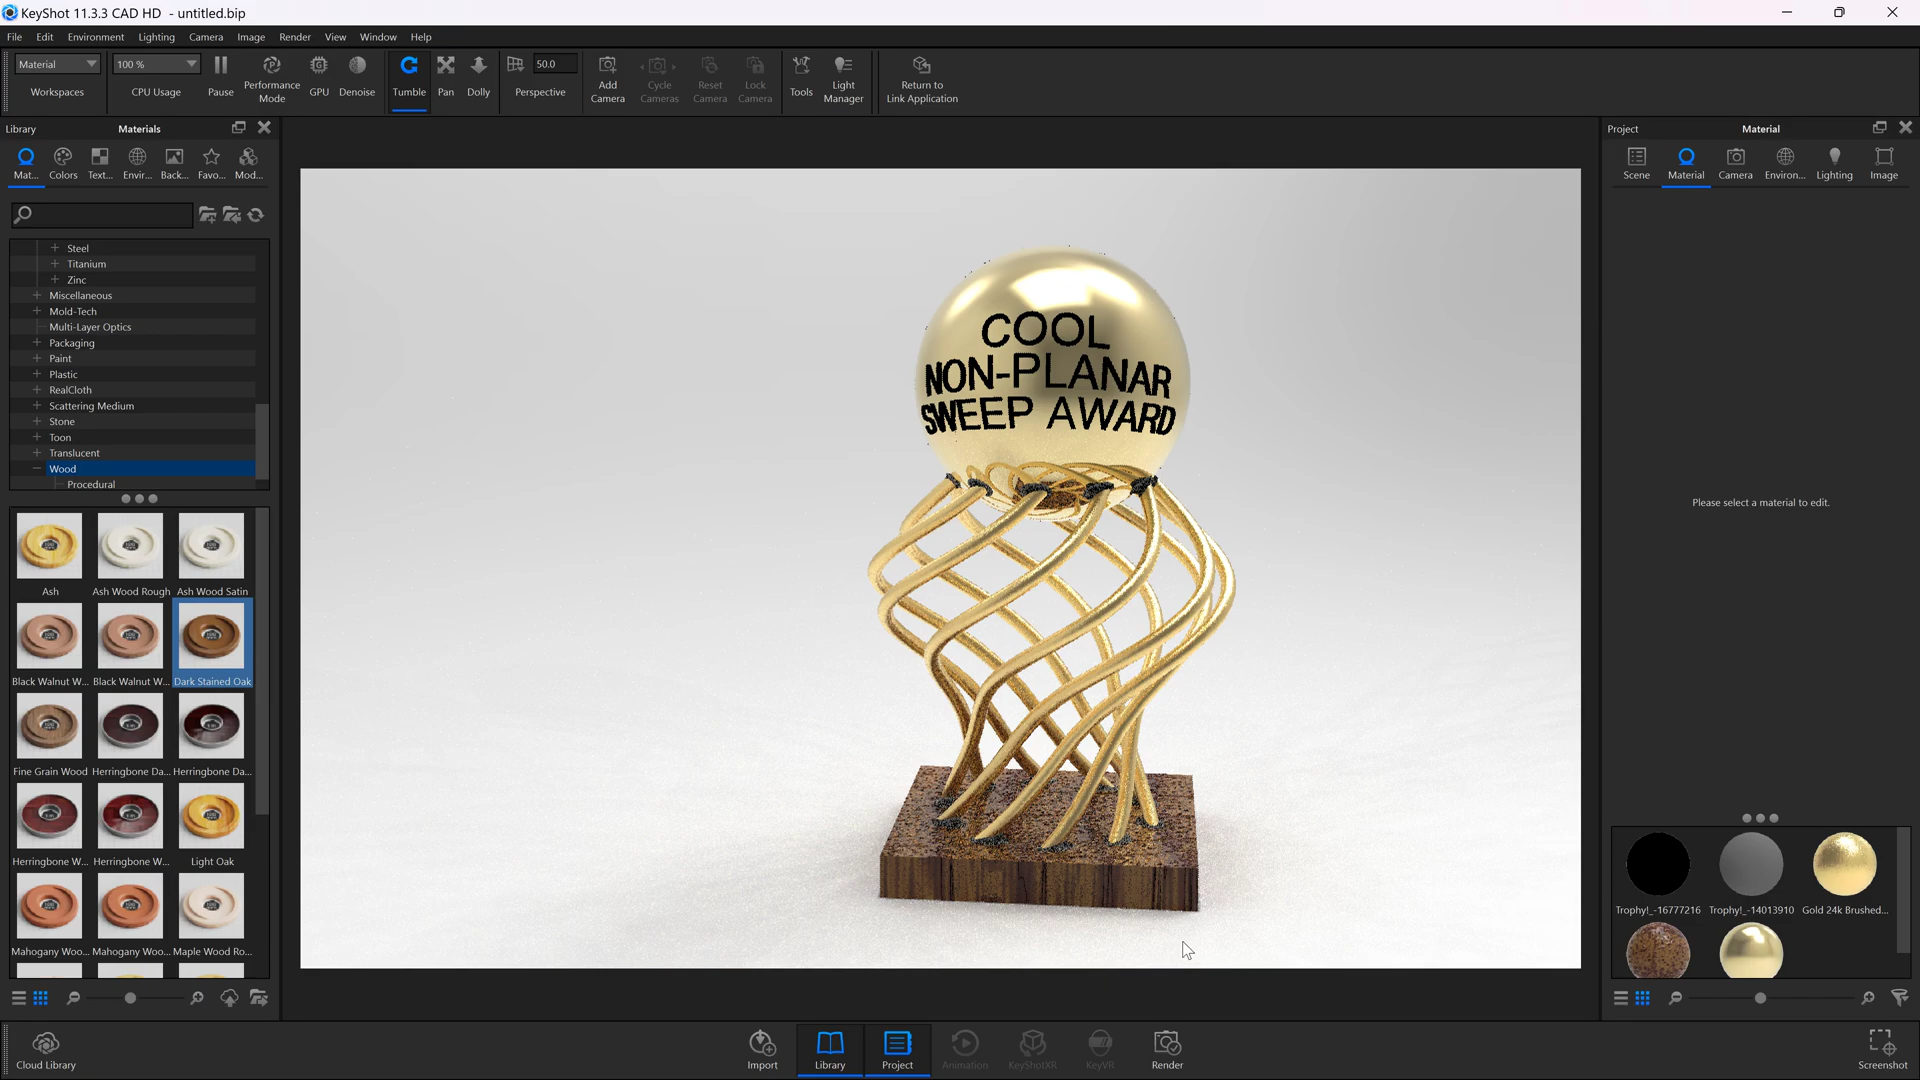 KeyShot 11.3.3 CAD HD - untitled.bip
File Edit Environment Lighting Camera Image Render View Window Help
Material 100 % 50.0
Workspaces CPU Usage Pause Performance Mode GPU Denoise Tumble Pan Dolly Perspective Add Camera Cycle Cameras Reset Camera Lock Camera Tools Light Manager Return to Link Application
Library Materials
Mat... Colors Text... Envir... Back... Favo... Mod...
Steel
Titanium
Zinc
Miscellaneous
Mold-Tech
Multi-Layer Optics
Packaging
Paint
Plastic
RealCloth
Scattering Medium
Stone
Toon
Translucent
Wood
Procedural
Ash Ash Wood Rough Ash Wood Satin
Black Walnut W... Black Walnut W... Dark Stained Oak
Fine Grain Wood Herringbone Da... Herringbone Da...
Herringbone W... Herringbone W... Light Oak
Mahogany Woo... Mahogany Woo... Maple Wood Ro...
COOL
NON-PLANAR
SWEEP AWARD
Project Material
Scene Material Camera Environ... Lighting Image
Please select a material to edit.
Trophy!_-16777216 Trophy!_-14013910 Gold 24k Brushed...
Cloud Library Import Library Project Animation KeyShotXR KeyVR Render Screenshot